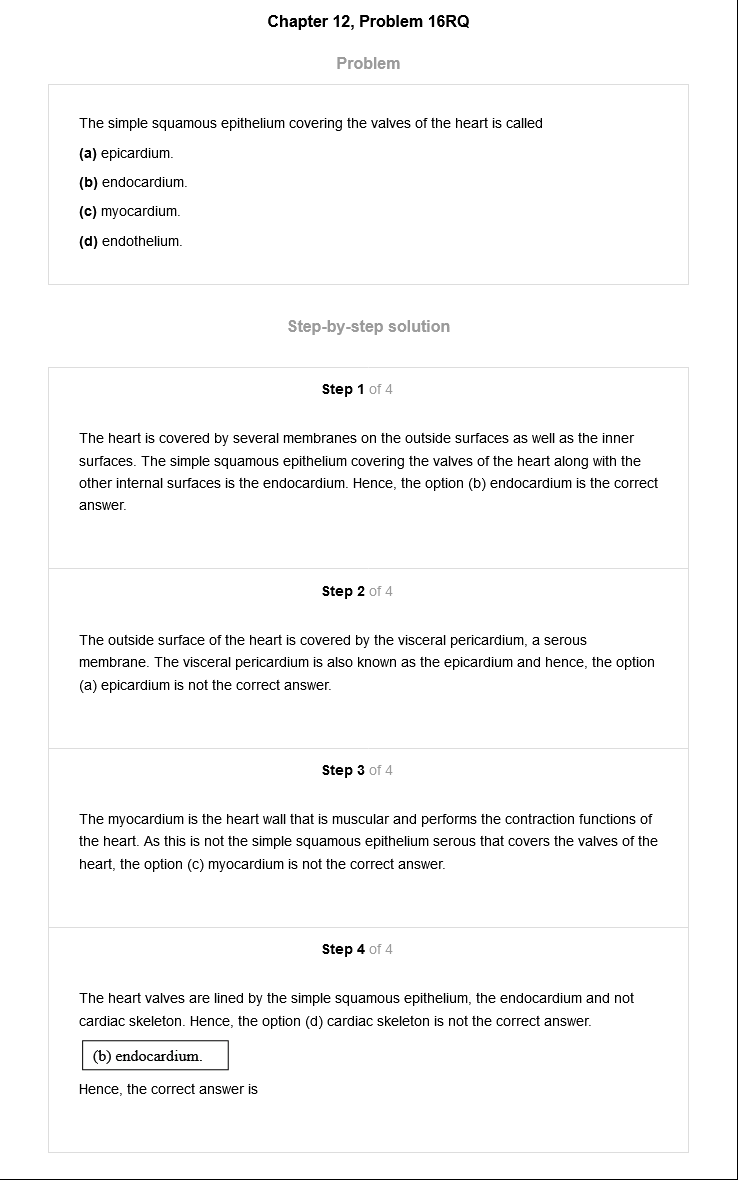 Chapter 12, Problem 16RQ
Problem
The simple squamous epithelium covering the valves of the heart is called
(a) epicardium.
(b) endocardium.
(c) myocardium.
(d) endothelium.
Step-by-step solution
Step 1 of 4
The heart is covered by several membranes on the outside surfaces as well as the inner
surfaces. The simple squamous epithelium covering the valves of the heart along with the
other internal surfaces is the endocardium. Hence, the option (b) endocardium is the correct
answer.
Step 2 of 4
The outside surface of the heart is covered by the visceral pericardium, a serous
membrane. The visceral pericardium is also known as the epicardium and hence, the option
(a) epicardium is not the correct answer.
Step 3 of 4
The myocardium is the heart wall that is muscular and performs the contraction functions of
the heart. As this is not the simple squamous epithelium serous that covers the valves of the
heart, the option (c) myocardium is not the correct answer.
Step 4 of 4
The heart valves are lined by the simple squamous epithelium, the endocardium and not
cardiac skeleton. Hence, the option (d) cardiac skeleton is not the correct answer.
(b) endocardium.
Hence, the correct answer is